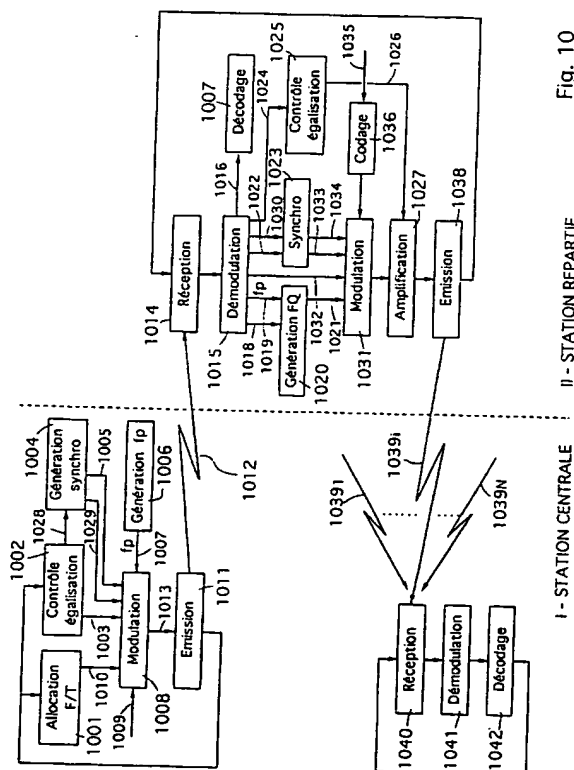 1002
1004
Allocation
F/T
Contrôle
égalisation
Génération
synchro
1028
1005
1029
1001
1010
1003
1009
Modulation
1008
fp
1007
Génération fp
1006
1013
Emission
1011
1012
1014
Réception
1015
Démodulation
1016
Décodage
1007
1018
1019
fp
1022
1030
1023
1024
1025
Génération FQ
1020
Synchro
Contrôle
égalisation
1021
1032
1033
1034
1035
Codage
1036
1026
Modulation
1031
Amplification
1027
Emission
1038
1039i
1039I
1039N
Réception
1040
Démodulation
1041
Décodage
1042
I - STATION CENTRALE
II - STATION REPARTIE
Fig. 10